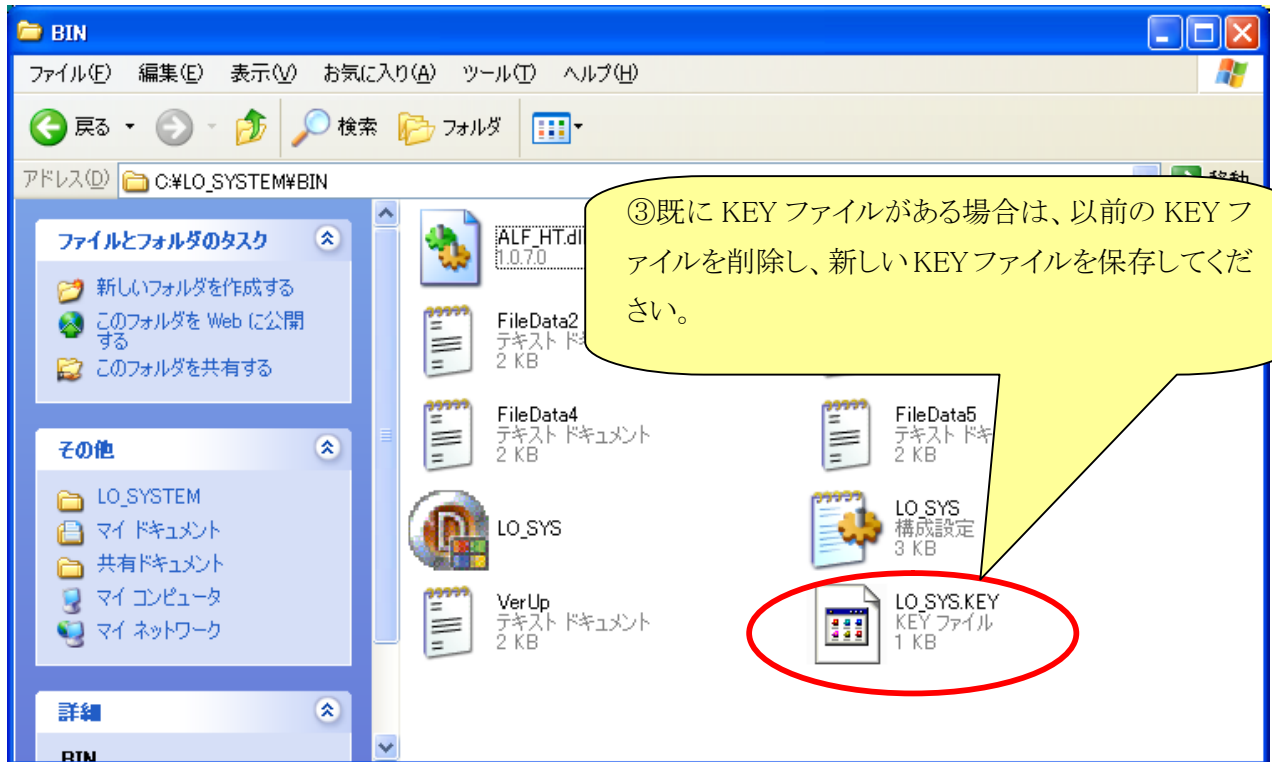 BIN
ファイル(F) 編集(E) 表示(V) お気に入り(A) ツール(T) ヘルプ(H)
戻る 検索 フォルダ
アドレス(D) C:¥LO_SYSTEM¥BIN
③既に KEY ファイルがある場合は、以前の KEY フ
ァイルを削除し、新しい KEY ファイルを保存してくだ
さい。
ファイルとフォルダのタスク
新しいフォルダを作成する
このフォルダを Web に公開
する
このフォルダを共有する
その他
LO_SYSTEM
マイ ドキュメント
共有ドキュメント
マイ コンピュータ
マイ ネットワーク
詳細
BIN
ALF_HT.dll
1.0.7.0
FileData2
テキスト
2 KB
FileData4
テキスト ドキュメント
2 KB
FileData5
テキスト
2 KB
LO_SYS
LO_SYS
構成設定
3 KB
VerUp
テキスト ドキュメント
2 KB
LO_SYS.KEY
KEY ファイル
1 KB